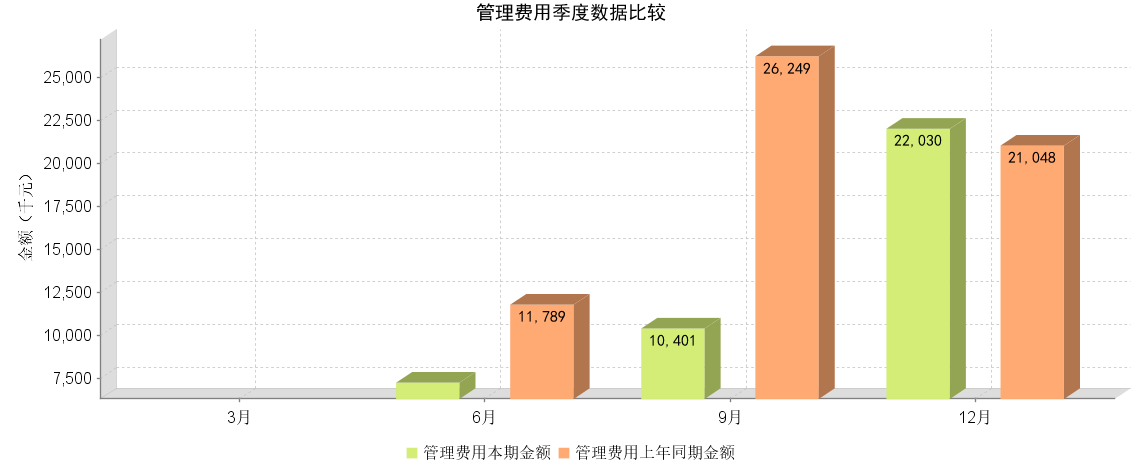 管理费用季度数据比较
金额（千元）
25,000
22,500
20,000
17,500
15,000
12,500
10,000
7,500
11,789
10,401
26,249
22,030
21,048
3月
6月
9月
12月
管理费用本期金额
管理费用上年同期金额